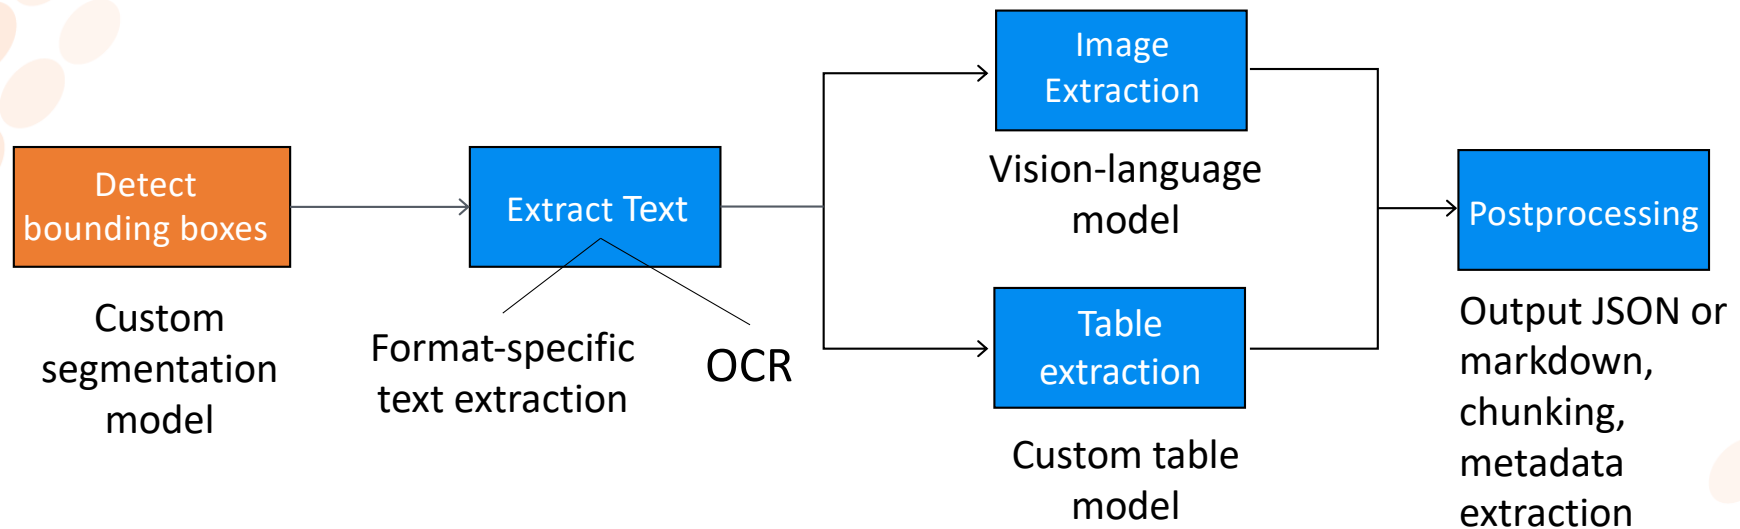 Detect
bounding boxes
Custom
segmentation
model
Extract Text
Format-specific
text extraction
OCR
Image
Extraction
Vision-language
model
Table
extraction
Custom table
model
Postprocessing
Output JSON or
markdown,
chunking,
metadata
extraction